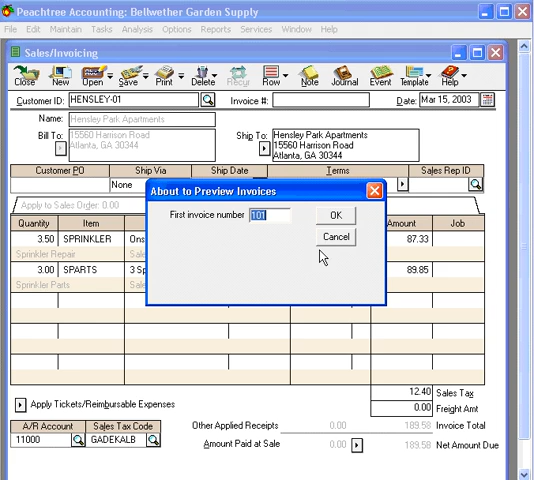 Peachtree Accounting: Bellwether Garden Supply
File Edit Maintain Tasks Analysis Options Reports Services Window Help
Sales/Invoicing
Close New Open Save Print Delete Recur Row Note Journal Event Template Help
Customer ID: HENSLEY-01 Invoice #: Date: Mar 15, 2003
Name: Hensley Park Apartments
Bill To: 15560 Harrison Road Ship To: Hensley Park Apartments
Atlanta, GA 30344 15560 Harrison Road
Atlanta, GA 30344
Customer PO Ship Via Ship Date Terms Sales Rep ID
None
About to Preview Invoices
First invoice number 101 OK
Cancel
Apply to Sales Order: 0.00
Quantity Item Amount Job
3.50 SPRINKLER Ons 87.33
Sprinkler Repair Sale
3.00 SPARTS 3 Sp 89.85
Sprinkler Parts Sale
12.40 Sales Tax
Apply Tickets/Reimbursable Expenses 0.00 Freight Amt
A/R Account Sales Tax Code Other Applied Receipts 0.00 189.58 Invoice Total
11000 GADEKALB Amount Paid at Sale 0.00 189.58 Net Amount Due